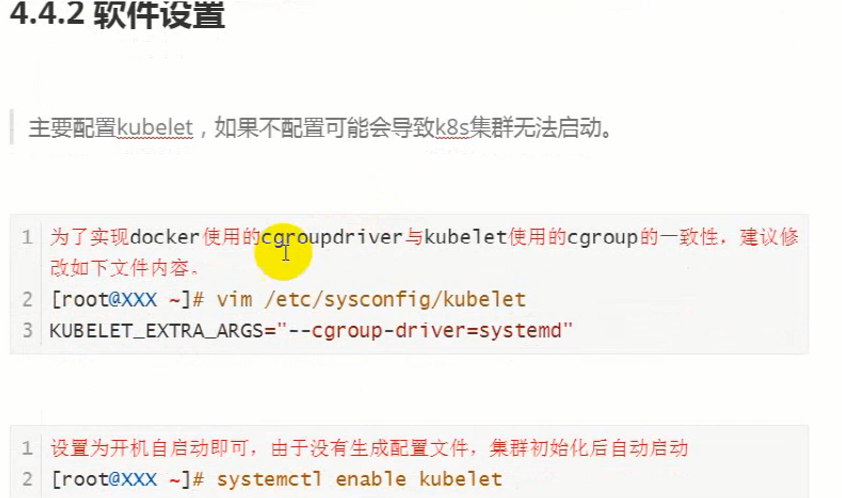 4.4.2 软件设置
主要配置kubelet，如果不配置可能会导致k8s集群无法启动。
1 为了实现docker使用的cgroupdriver与kubelet使用的cgroup的一致性，建议修
改如下文件内容。
2 [root@XXX ~]# vim /etc/sysconfig/kubelet
3 KUBELET_EXTRA_ARGS="--cgroup-driver=systemd"
1 设置为开机自启动即可，由于没有生成配置文件，集群初始化后自动启动
2 [root@XXX ~]# systemctl enable kubelet